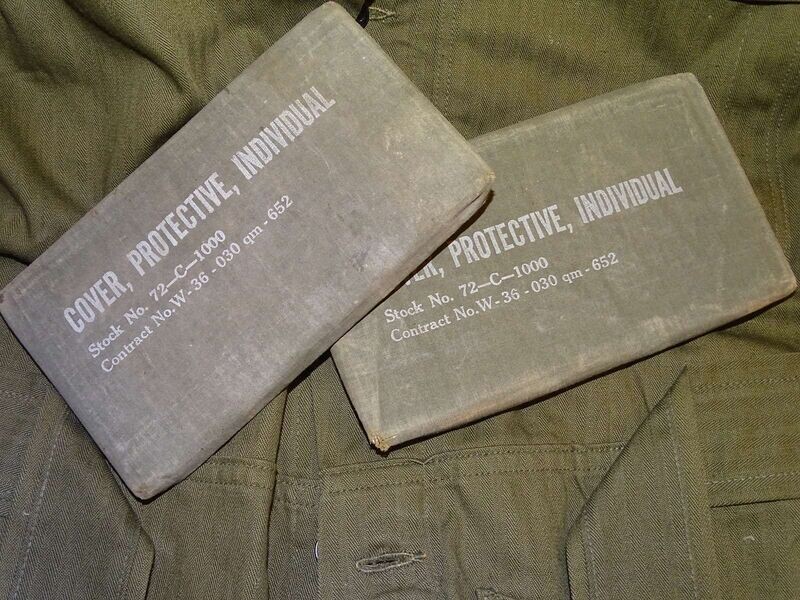 COVER, PROTECTIVE, INDIVIDUAL
Stock No. 72—C—1000
Contract No. W-36 - 030 qm - 652
PROTECTIVE, INDIVIDUAL
Stock No. 72—C—1000
Contract No. W-36 - 030 qm - 652